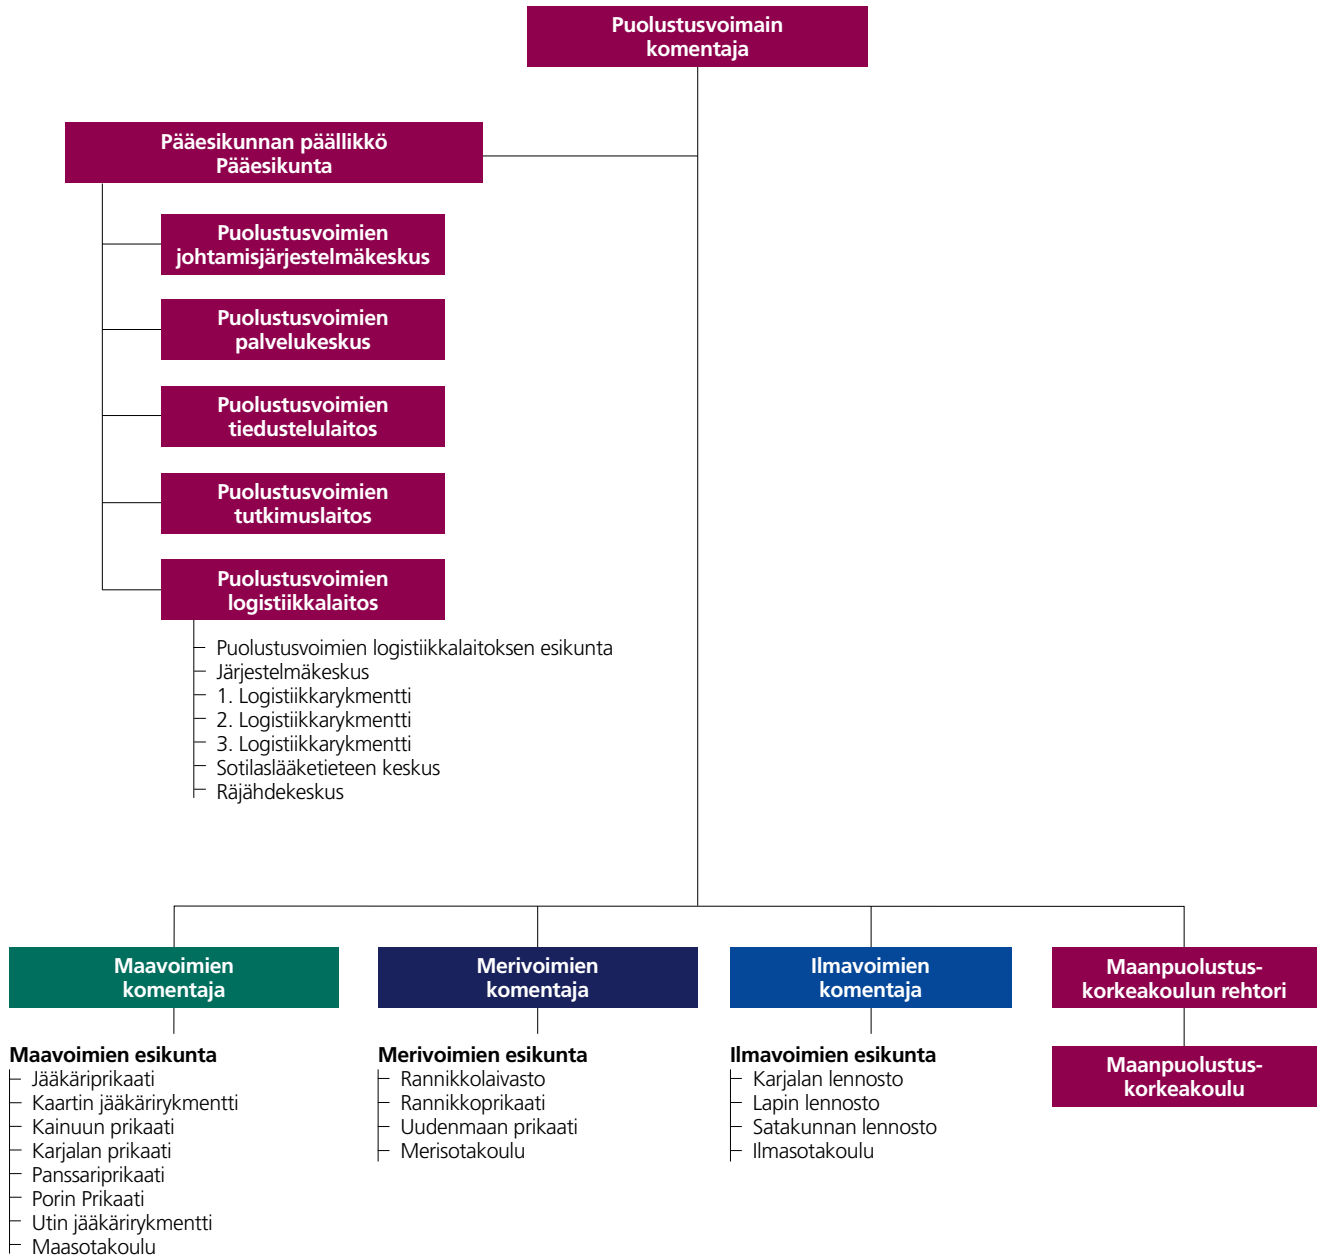 Puolustusvoimain
komentaja
Pääesikunnan päällikkö
Pääesikunta
Puolustusvoimien
johtamisjärjestelmäkeskus
Puolustusvoimien
palvelukeskus
Puolustusvoimien
tiedustelulaitos
Puolustusvoimien
tutkimuslaitos
Puolustusvoimien
logistiikkalaitos
Puolustusvoimien logistiikkalaitoksen esikunta
Järjestelmäkeskus
1. Logistiikkarykmentti
2. Logistiikkarykmentti
3. Logistiikkarykmentti
Sotilaslääketieteen keskus
Räjähdekeskus
Maavoimien
komentaja
Maavoimien esikunta
Jääkäriprikaati
Kaartin jääkärirykmentti
Kainuun prikaati
Karjalan prikaati
Panssariprikaati
Porin Prikaati
Utin jääkärirykmentti
Maasotakoulu
Merivoimien
komentaja
Merivoimien esikunta
Rannikkolaivasto
Rannikkoprikaati
Uudenmaan prikaati
Merisotakoulu
Ilmavoimien
komentaja
Ilmavoimien esikunta
Karjalan lennosto
Lapin lennosto
Satakunnan lennosto
Ilmasotakoulu
Maanpuolustus-
korkeakoulun rehtori
Maanpuolustus-
korkeakoulu